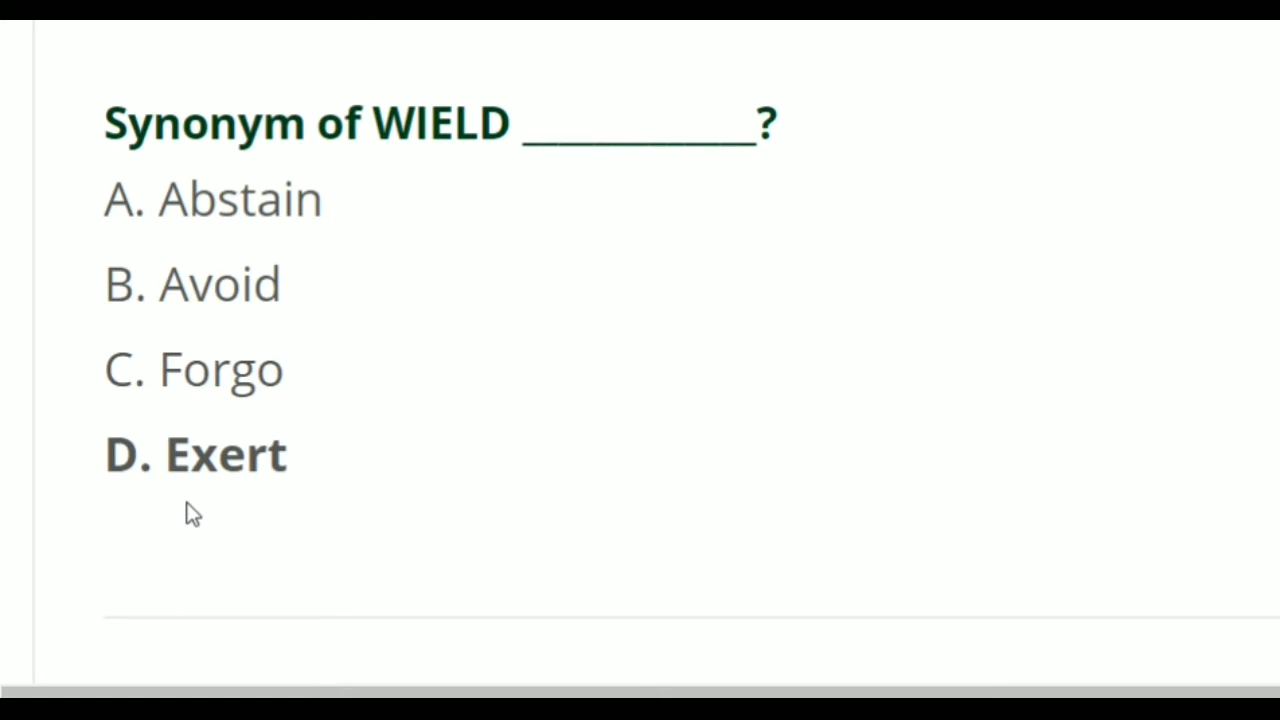 Synonym of WIELD ____________?
A. Abstain
B. Avoid
C. Forgo
D. Exert